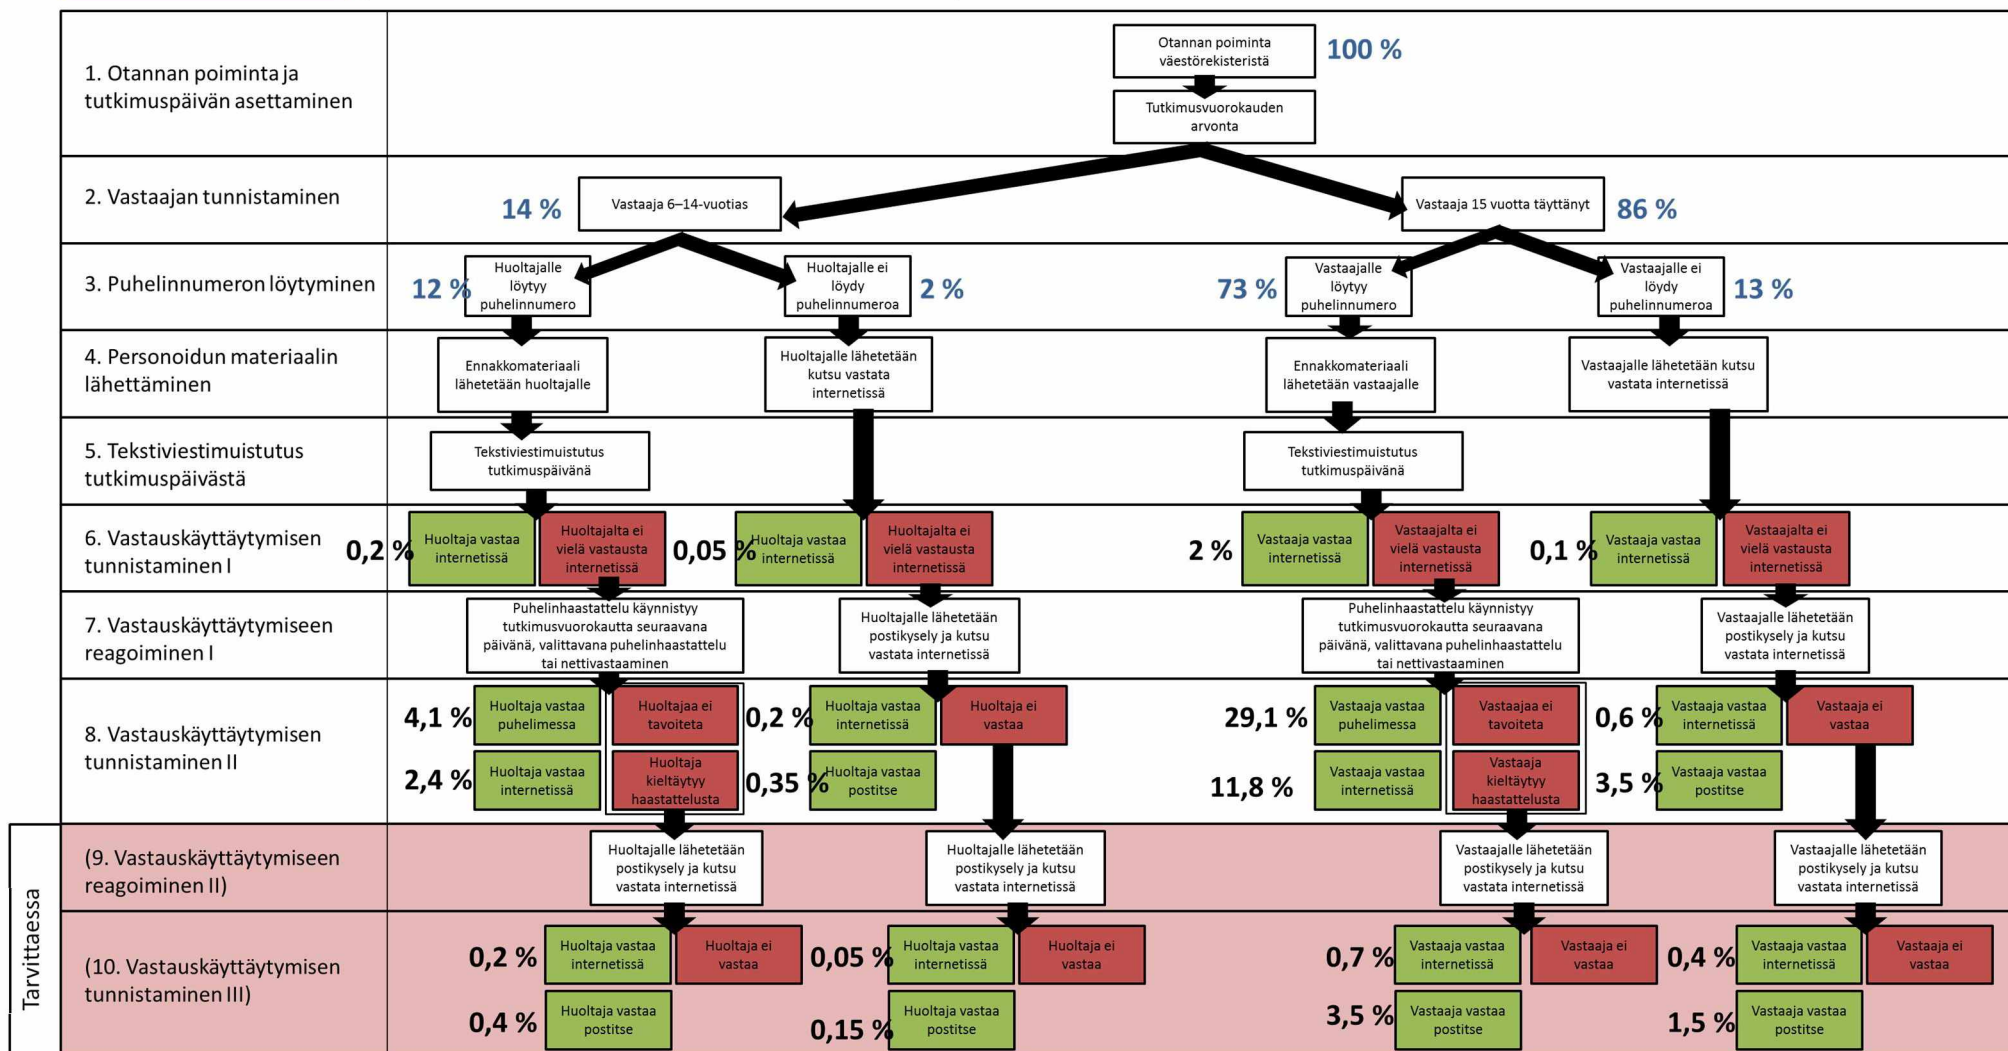 Otannan poiminta
väestörekisteristä
100 %
1. Otannan poiminta ja
tutkimuspäivän asettaminen
Tutkimusvuorokauden
arvonta
2. Vastaajan tunnistaminen
14 %
Vastaaja 6–14-vuotias
Vastaaja 15 vuotta täyttänyt
86 %
3. Puhelinnumeron löytyminen
12 %
Huoltajalle
löytyy
puhelinnumero
Huoltajalle ei
löydy
puhelinnumeroa
2 %
73 %
Vastaajalle
löytyy
puhelinnumero
Vastaajalle ei
löydy
puhelinnumeroa
13 %
4. Personoidun materiaalin
lähettäminen
Ennakkomateriaali
lähetetään huoltajalle
Huoltajalle lähetetään
kutsu vastata
internetissä
Ennakkomateriaali
lähetetään vastaajalle
Vastaajalle lähetetään kutsu
vastata internetissä
5. Tekstiviestimuistutus
tutkimuspäivästä
Tekstiviestimuistutus
tutkimuspäivänä
Tekstiviestimuistutus
tutkimuspäivänä
6. Vastauskäyttäytymisen
tunnistaminen I
0,2 %
Huoltaja vastaa
internetissä
Huoltajalta ei
vielä vastausta
internetissä
0,05 %
Huoltaja vastaa
internetissä
Huoltajalta ei
vielä vastausta
internetissä
2 %
Vastaaja vastaa
internetissä
Vastaajalta ei
vielä vastausta
internetissä
0,1 %
Vastaaja vastaa
internetissä
Vastaajalta ei
vielä vastausta
internetissä
7. Vastauskäyttäytymiseen
reagoiminen I
Puhelinhaastattelu käynnistyy
tutkimusvuorokautta seuraavana
päivänä, valittavana puhelinhaastattelu
tai nettivastaaminen
Huoltajalle lähetetään
postikysely ja kutsu
vastata internetissä
Puhelinhaastattelu käynnistyy
tutkimusvuorokautta seuraavana
päivänä, valittavana puhelinhaastattelu
tai nettivastaaminen
Vastaajalle lähetetään
postikysely ja kutsu
vastata internetissä
8. Vastauskäyttäytymisen
tunnistaminen II
4,1 %
Huoltaja vastaa
puhelimessa
Huoltajaa ei
tavoiteta
0,2 %
Huoltaja vastaa
internetissä
Huoltaja ei
vastaa
29,1 %
Vastaaja vastaa
puhelimessa
Vastaajaa ei
tavoiteta
0,6 %
Vastaaja vastaa
internetissä
Vastaaja ei
vastaa
2,4 %
Huoltaja vastaa
internetissä
Huoltaja
kieltäytyy
haastattelusta
0,35 %
Huoltaja vastaa
postitse
11,8 %
Vastaaja vastaa
internetissä
Vastaaja
kieltäytyy
haastattelusta
3,5 %
Vastaaja vastaa
postitse
Tarvittaessa
(9. Vastauskäyttäytymiseen
reagoiminen II)
Huoltajalle lähetetään
postikysely ja kutsu
vastata internetissä
Huoltajalle lähetetään
postikysely ja kutsu
vastata internetissä
Vastaajalle lähetetään
postikysely ja kutsu
vastata internetissä
Vastaajalle lähetetään
postikysely ja kutsu
vastata internetissä
(10. Vastauskäyttäytymisen
tunnistaminen III)
0,2 %
Huoltaja vastaa
internetissä
Huoltaja ei
vastaa
0,05 %
Huoltaja vastaa
internetissä
Huoltaja ei
vastaa
0,7 %
Vastaaja vastaa
internetissä
Vastaaja ei
vastaa
0,4 %
Vastaaja vastaa
internetissä
Vastaaja ei
vastaa
0,4 %
Huoltaja vastaa
postitse
0,15 %
Huoltaja vastaa
postitse
3,5 %
Vastaaja vastaa
postitse
1,5 %
Vastaaja vastaa
postitse